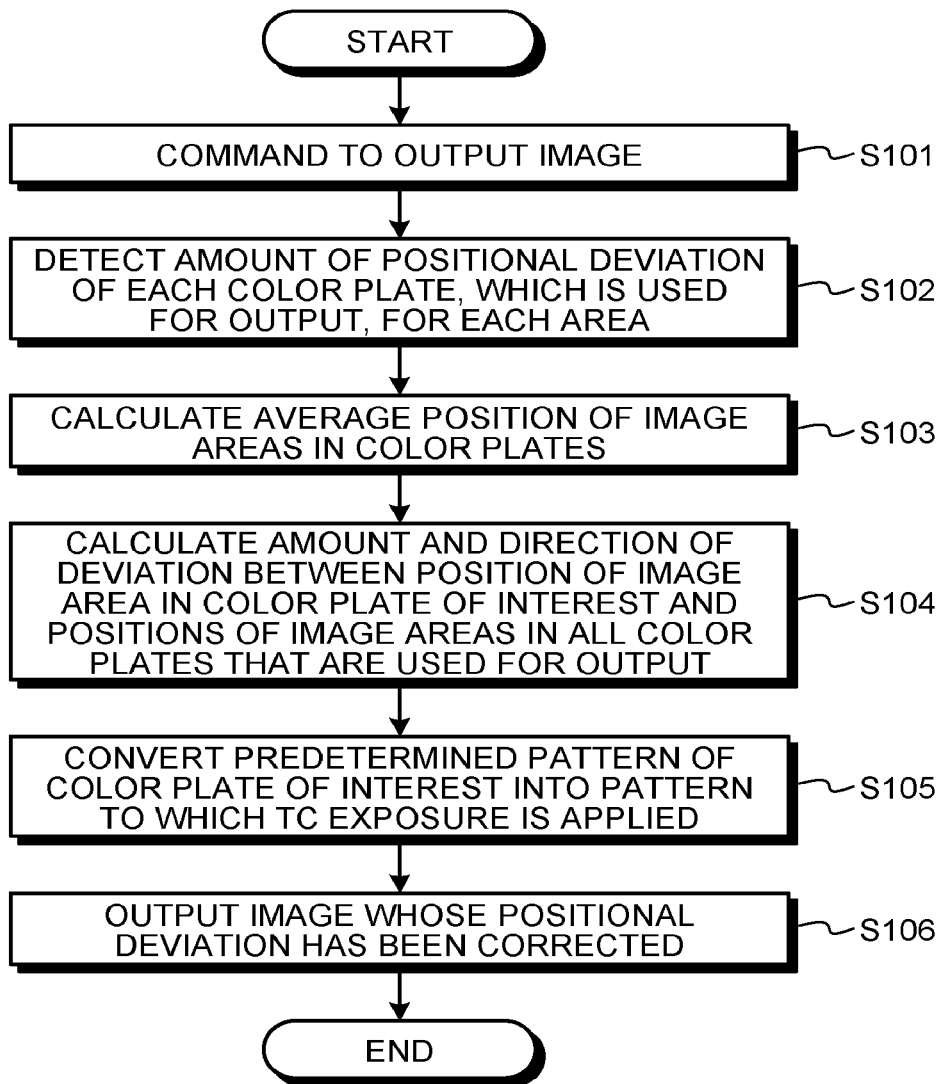 START
COMMAND TO OUTPUT IMAGE
S101
DETECT AMOUNT OF POSITIONAL DEVIATION
OF EACH COLOR PLATE, WHICH IS USED
FOR OUTPUT, FOR EACH AREA
S102
CALCULATE AVERAGE POSITION OF IMAGE
AREAS IN COLOR PLATES
S103
CALCULATE AMOUNT AND DIRECTION OF
DEVIATION BETWEEN POSITION OF IMAGE
AREA IN COLOR PLATE OF INTEREST AND
POSITIONS OF IMAGE AREAS IN ALL COLOR
PLATES THAT ARE USED FOR OUTPUT
S104
CONVERT PREDETERMINED PATTERN OF
COLOR PLATE OF INTEREST INTO PATTERN
TO WHICH TC EXPOSURE IS APPLIED
S105
OUTPUT IMAGE WHOSE POSITIONAL
DEVIATION HAS BEEN CORRECTED
S106
END